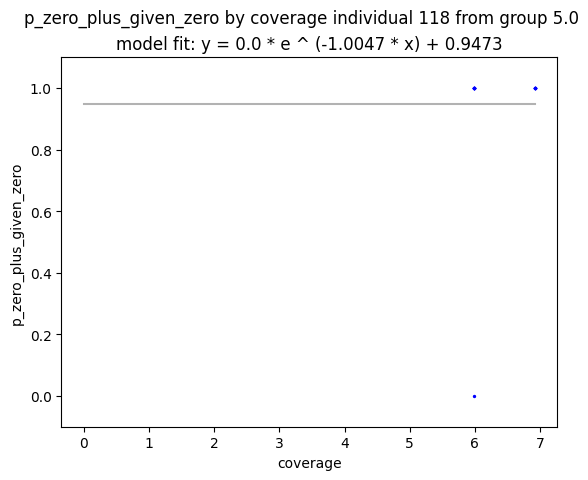 p_zero_plus_given_zero by coverage individual 118 from group 5.0
model fit: y = 0.0 * e ^ (-1.0047 * x) + 0.9473
1.0
0.8
0.6
0.4
0.2
0.0
p_zero_plus_given_zero
0 1 2 3 4 5 6 7
coverage